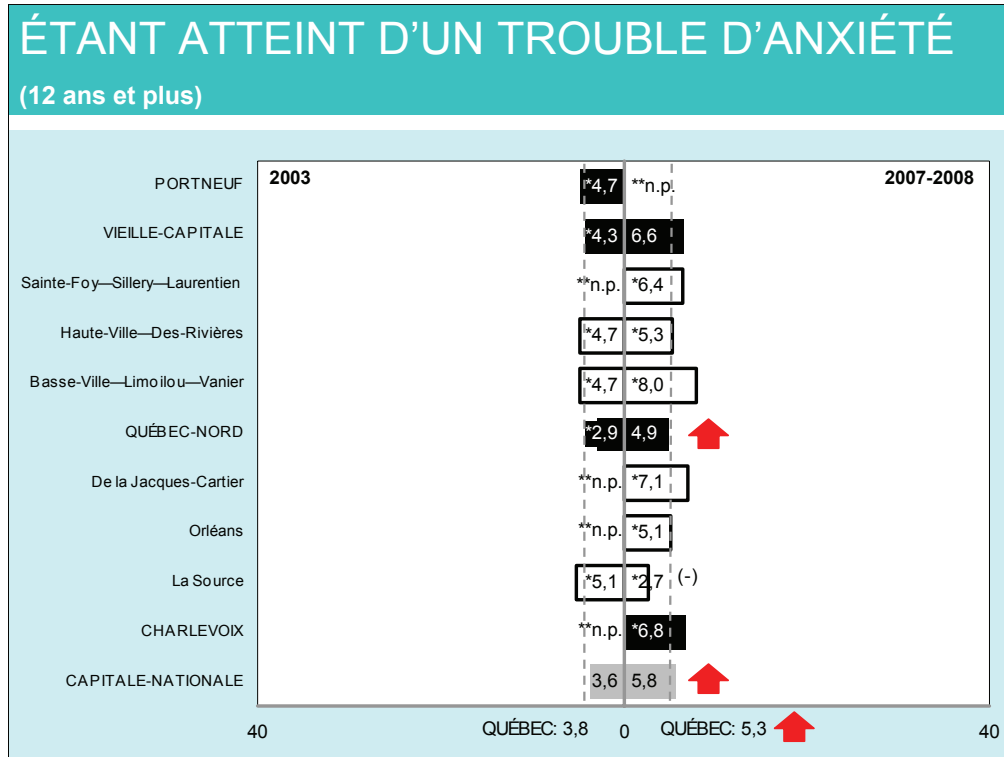 ÉTANT ATTEINT D’UN TROUBLE D’ANXIÉTÉ
(12 ans et plus)
2003 2007-2008
PORTNEUF *4,7 **n.p.
VIEILLE-CAPITALE *4,3 6,6
Sainte-Foy—Sillery—Laurentien **n.p. *6,4
Haute-Ville—Des-Rivières *4,7 *5,3
Basse-Ville—Limoilou—Vanier *4,7 *8,0
QUÉBEC-NORD *2,9 4,9
De la Jacques-Cartier **n.p. *7,1
Orléans **n.p. *5,1
La Source *5,1 *2,7 (-)
CHARLEVOIX **n.p. *6,8
CAPITALE-NATIONALE 3,6 5,8
40 QUÉBEC: 3,8 0 QUÉBEC: 5,3 40